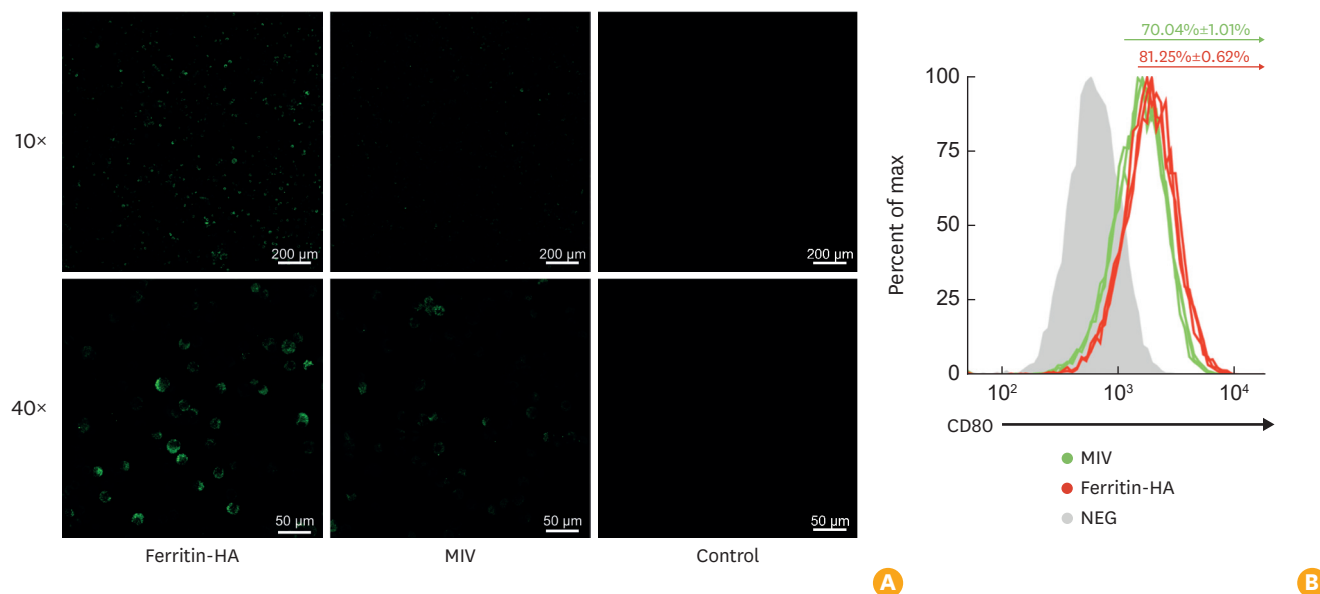 10×
200 μm
200 μm
200 μm
40×
50 μm
50 μm
50 μm
Ferritin-HA
MIV
Control
A
70.04%±1.01%
81.25%±0.62%
100
75
50
25
0
Percent of max
10²
10³
10⁴
CD80
MIV
Ferritin-HA
NEG
B